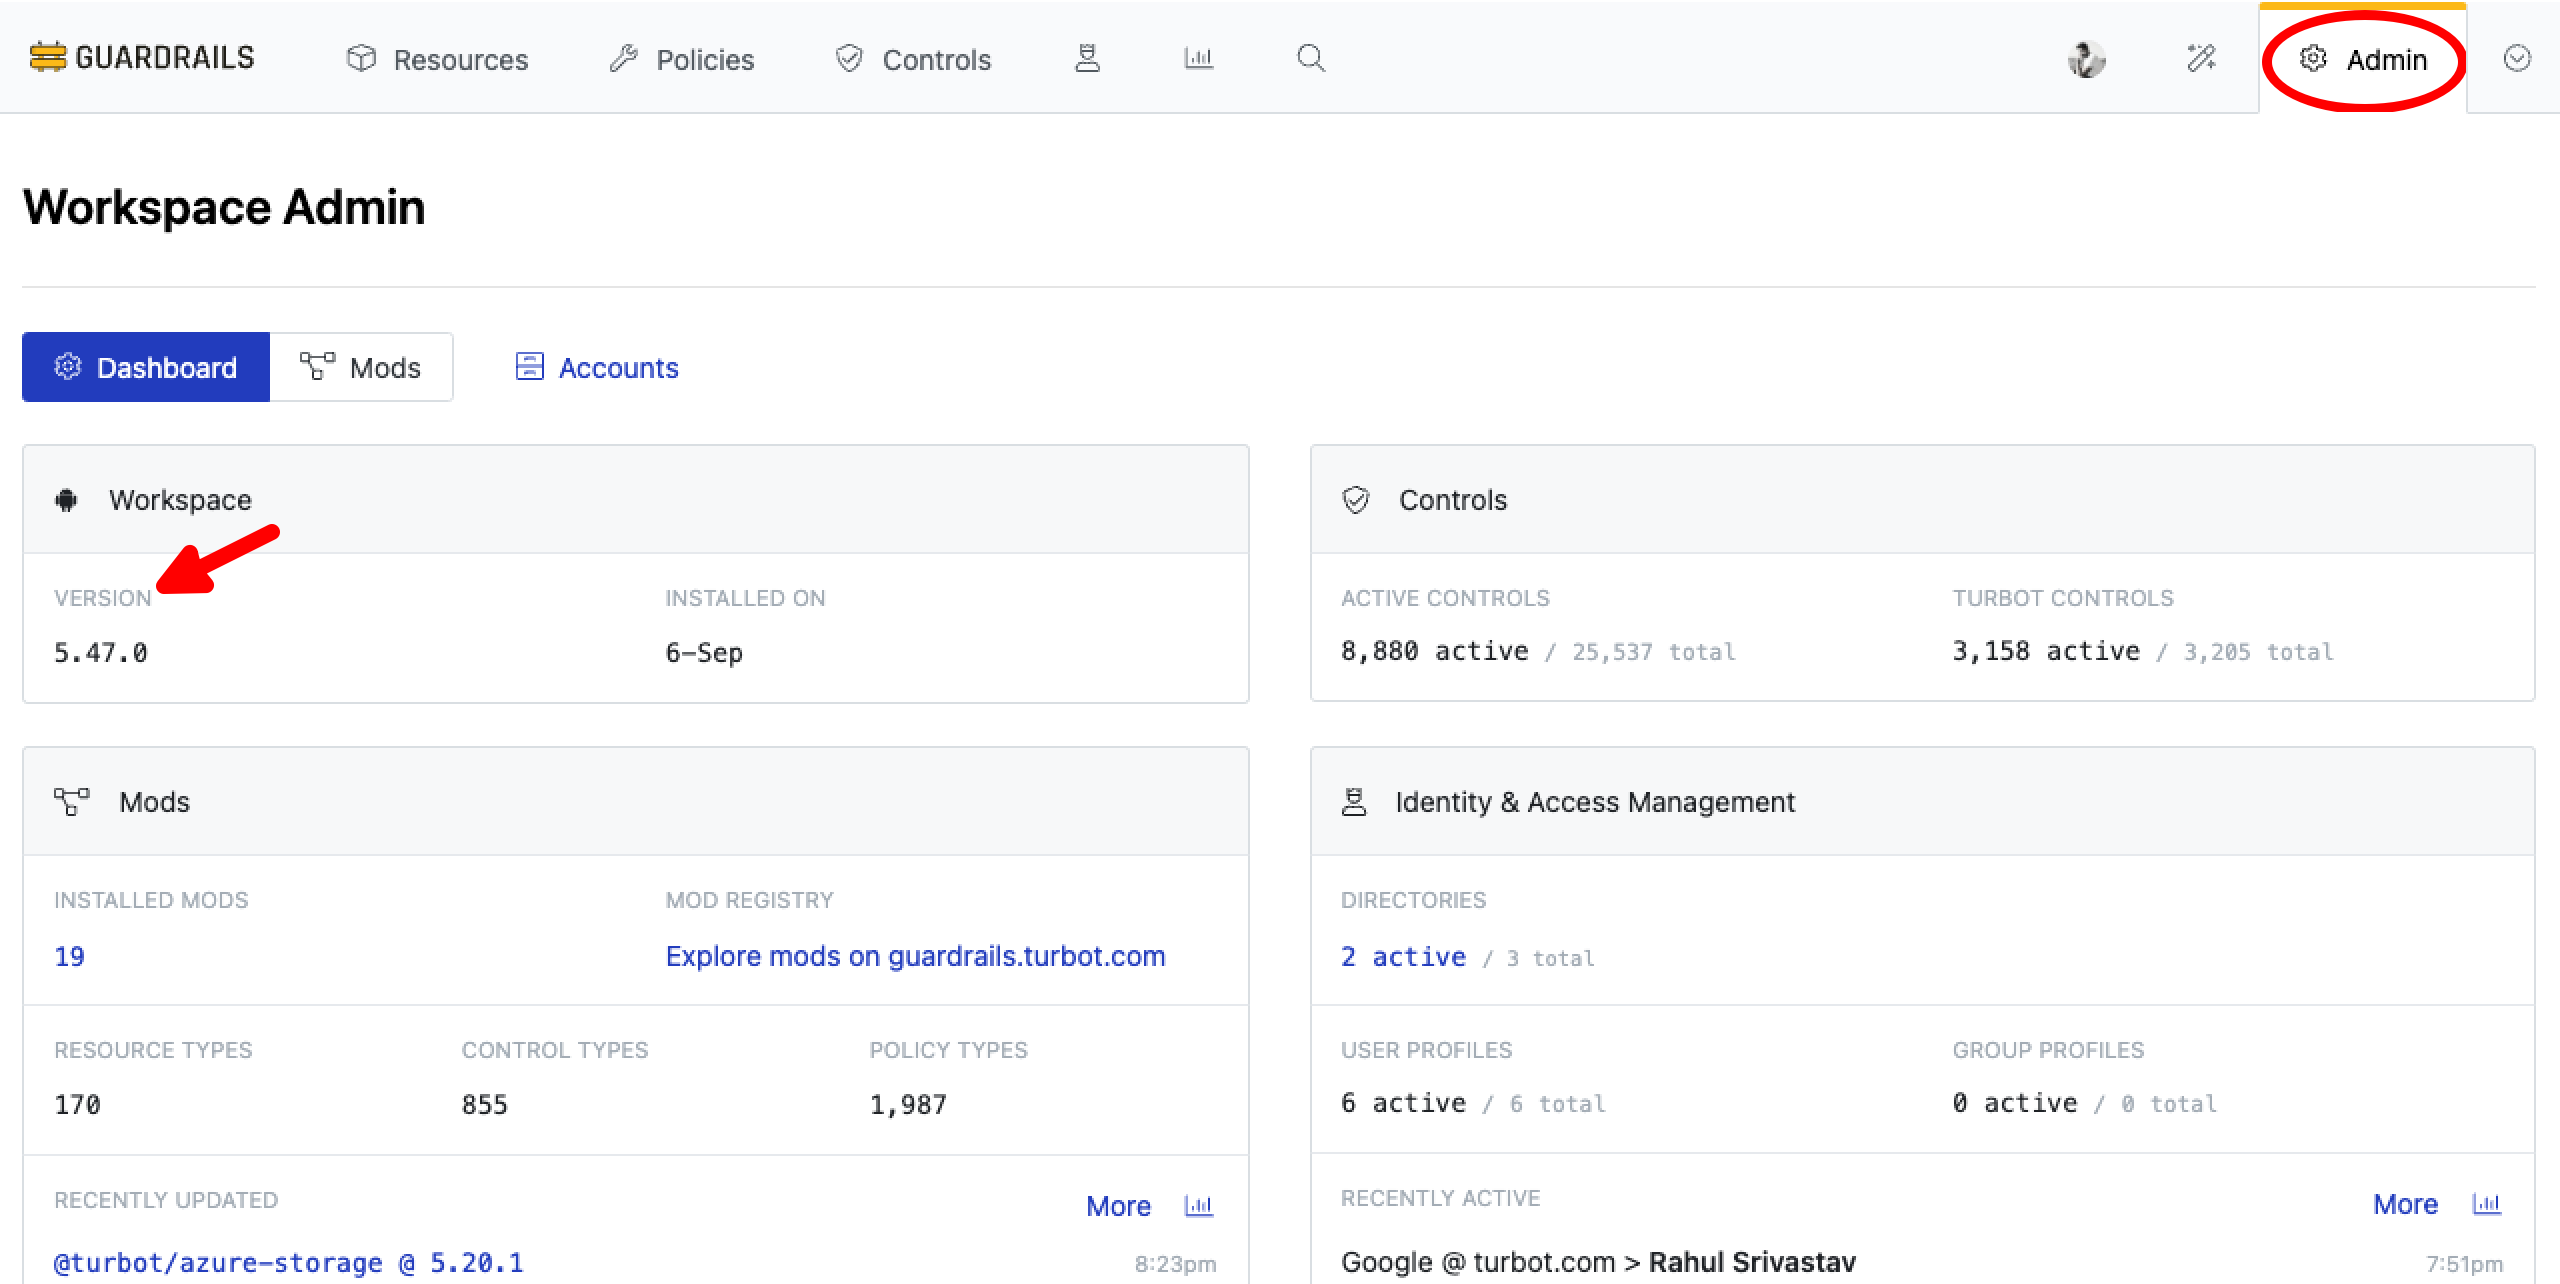 GUARDRAILS Resources Policies Controls Admin
Workspace Admin
Dashboard Mods Accounts
Workspace
VERSION INSTALLED ON
5.47.0 6-Sep
Controls
ACTIVE CONTROLS TURBOT CONTROLS
8,880 active / 25,537 total 3,158 active / 3,205 total
Mods
INSTALLED MODS MOD REGISTRY
19 Explore mods on guardrails.turbot.com
RESOURCE TYPES CONTROL TYPES POLICY TYPES
170 855 1,987
RECENTLY UPDATED More
@turbot/azure-storage @ 5.20.1 8:23pm
Identity & Access Management
DIRECTORIES
2 active / 3 total
USER PROFILES GROUP PROFILES
6 active / 6 total 0 active / 0 total
RECENTLY ACTIVE More
Google @ turbot.com > Rahul Srivastav 7:51pm